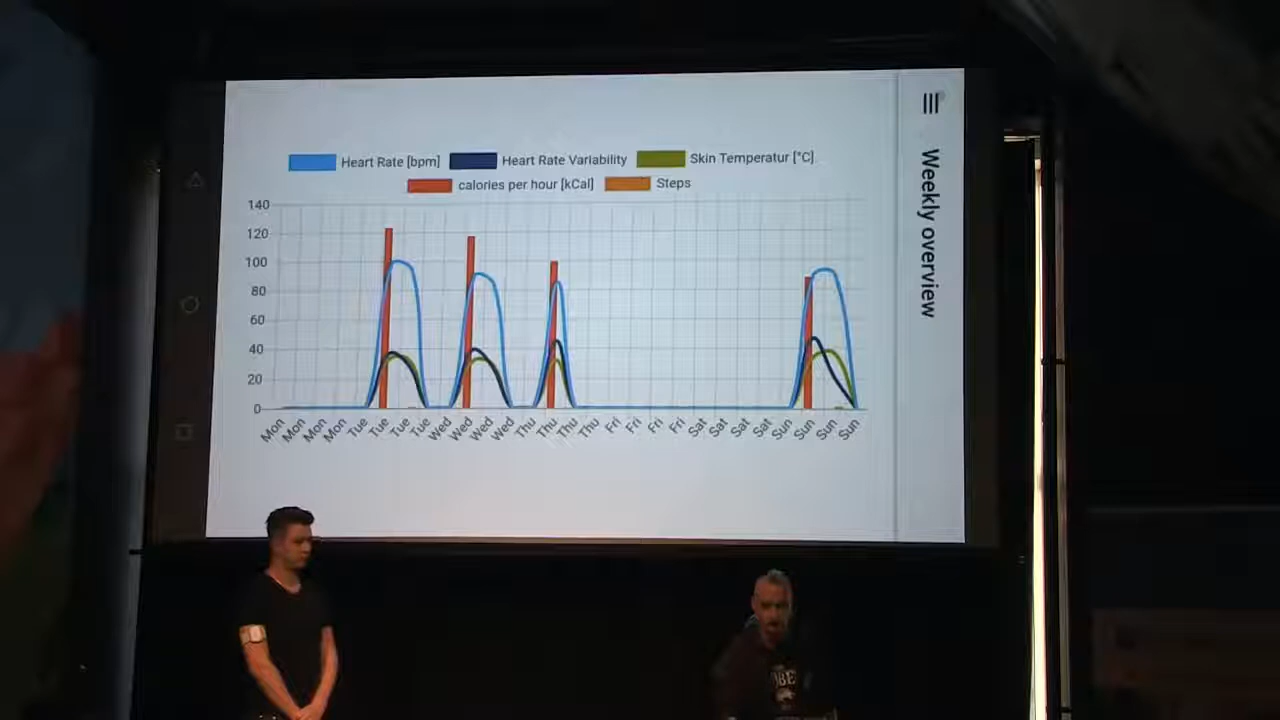 Weekly overview
Heart Rate [bpm] Heart Rate Variability Skin Temperatur [°C]
calories per hour [kCal] Steps
140
120
100
80
60
40
20
0
Mon Mon Mon Mon Tue Tue Tue Tue Wed Wed Wed Wed Thu Thu Thu Thu Fri Fri Fri Fri Sat Sat Sat Sat Sun Sun Sun Sun